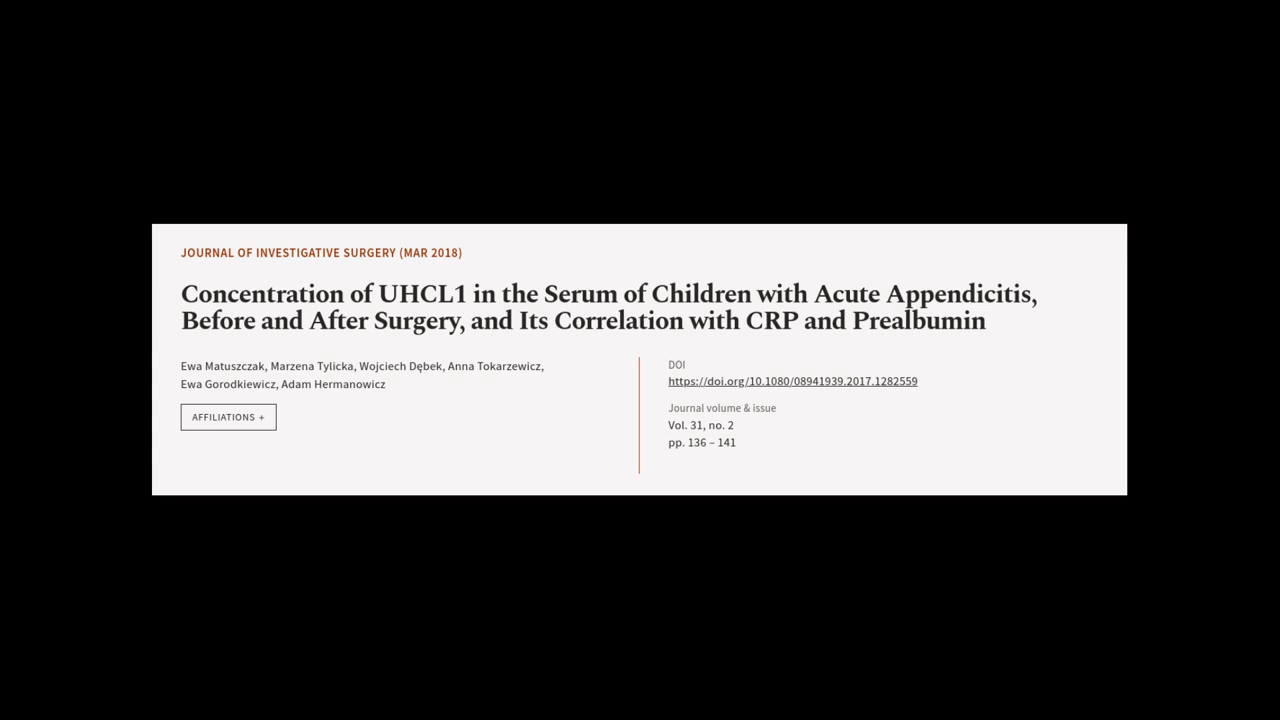 JOURNAL OF INVESTIGATIVE SURGERY (MAR 2018)
Concentration of UHCL1 in the Serum of Children with Acute Appendicitis,
Before and After Surgery, and Its Correlation with CRP and Prealbumin
Ewa Matuszczak, Marzena Tylicka, Wojciech Dębek, Anna Tokarzewicz,
Ewa Gorodkiewicz, Adam Hermanowicz
AFFILIATIONS +
DOI
https://doi.org/10.1080/08941939.2017.1282559
Journal volume & issue
Vol. 31, no. 2
pp. 136 – 141